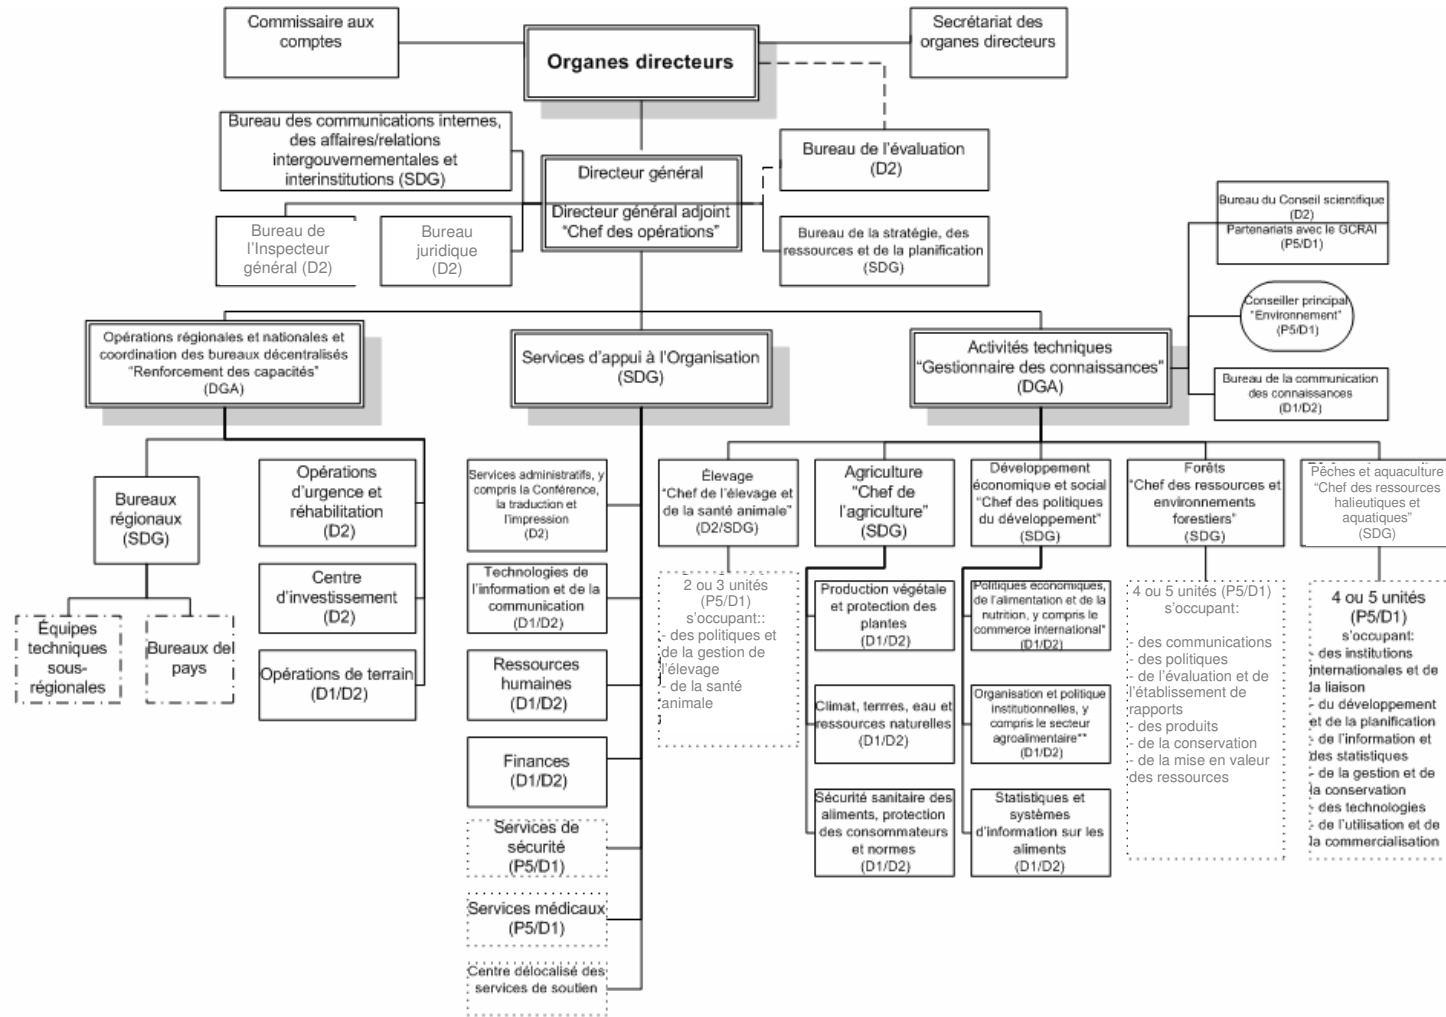 Commissaire aux
comptes
Organes directeurs
Secrétariat des
organes directeurs
Bureau des communications internes,
des affaires/relations
intergouvernementales et
interinstitutions (SDG)
Directeur général
Directeur général adjoint
“Chef des opérations”
Bureau de l’évaluation
(D2)
Bureau de
l’Inspecteur
général (D2)
Bureau
juridique
(D2)
Bureau de la stratégie, des
ressources et de la planification
(SDG)
Bureau du Conseil scientifique
(D2)
Partenariats avec le GCRAI
(P5/D1)
Conseiller principal
“Environnement”
(P5/D1)
Bureau de la communication
des connaissances
(D1/D2)
Opérations régionales et nationales et
coordination des bureaux décentralisés
“Renforcement des capacités”
(DGA)
Services d’appui à l’Organisation
(SDG)
Activités techniques
“Gestionnaire des connaissances”
(DGA)
Bureaux
régionaux
(SDG)
Équipes
techniques
sous-
régionales
Bureaux del
pays
Opérations
d’urgence et
réhabilitation
(D2)
Centre
d’investissement
(D2)
Opérations de terrain
(D1/D2)
Services administratifs, y
compris la Conférence,
la traduction et
l’impression
(D2)
Technologies de
l’information et de la
communication
(D1/D2)
Ressources
humaines
(D1/D2)
Finances
(D1/D2)
Services de
sécurité
(P5/D1)
Services médicaux
(P5/D1)
Centre délocalisé des
services de soutien
Élevage
“Chef de l’élevage et
de la santé animale”
(D2/SDG)
2 ou 3 unités
(P5/D1)
s’occupant::
- des politiques et
de la gestion de
l’élevage
- de la santé
animale
Agriculture
“Chef de
l’agriculture”
(SDG)
Production végétale
et protection des
plantes
(D1/D2)
Climat, terrres, eau et
ressources naturelles
(D1/D2)
Sécurité sanitaire des
aliments, protection
des consommateurs
et normes
(D1/D2)
Développement
économique et social
“Chef des politiques
du développement”
(SDG)
Politiques économiques,
de l’alimentation et de la
nutrition, y compris le
commerce international*
(D1/D2)
Organisation et politique
institutionnelles, y
compris le secteur
agroalimentaire**
(D1/D2)
Statistiques et
systèmes
d’information sur les
aliments
(D1/D2)
Forêts
“Chef des ressources et
environnements
forestiers”
(SDG)
4 ou 5 unités (P5/D1)
s’occupant:
- des communications
- des politiques
- de l’évaluation et de
l’établissement de
rapports
- des produits
- de la conservation
- de la mise en valeur
des ressources
Pêches et aquaculture
“Chef des ressources
halieutiques et
aquatiques”
(SDG)
4 ou 5 unités
(P5/D1)
s’occupant:
- des institutions
internationales et de
la liaison
- du développement
et de la planification
- de l’information et
des statistiques
- de la gestion et de
la conservation
- des technologies
- de l’utilisation et de
la commercialisation